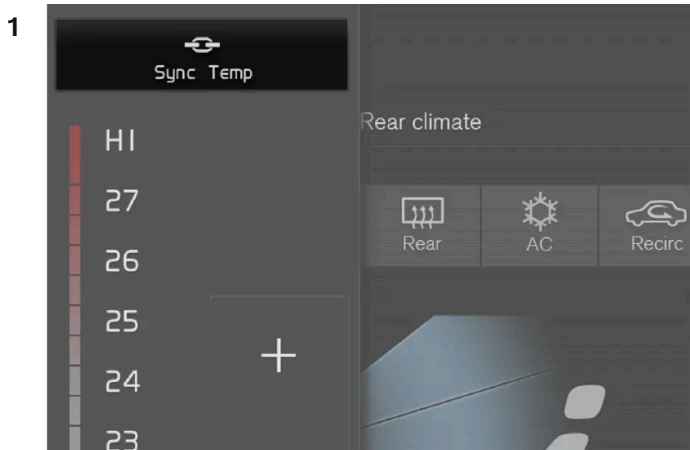 1
Sync Temp
HI
27
26
25
24
23
+
Rear climate
Rear
AC
Recirc